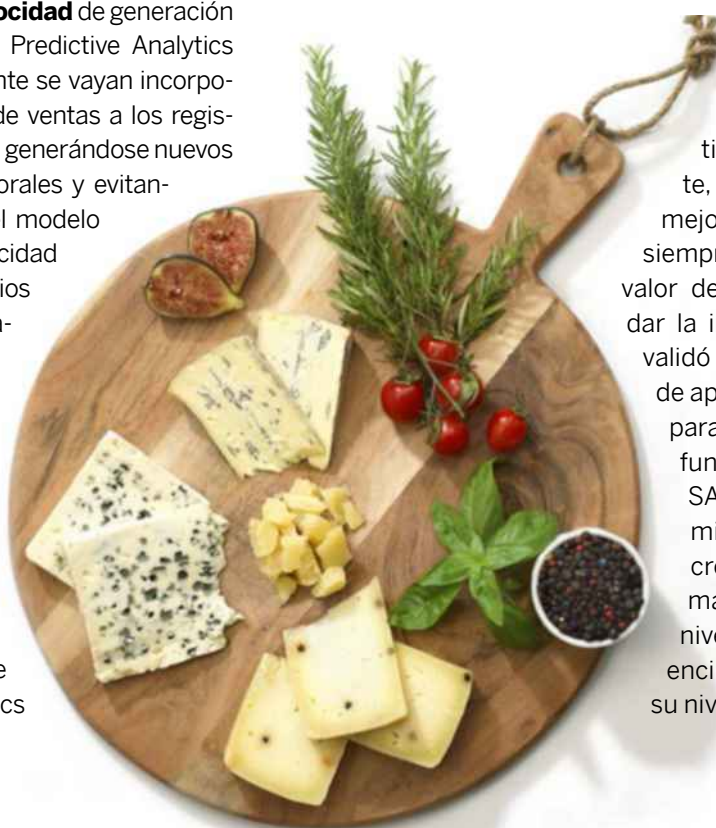 ocidad de generación
Predictive Analytics
nte se vayan incorpo-
de ventas a los regis-
generándose nuevos
orales y evitan-
l modelo
cidad
ios
a-
e
cs
ti
te,
mejo
siempr
valor de
dar la i
validó
de ap
para
fun
SA
mi
cre
ma
nive
enci
su niv